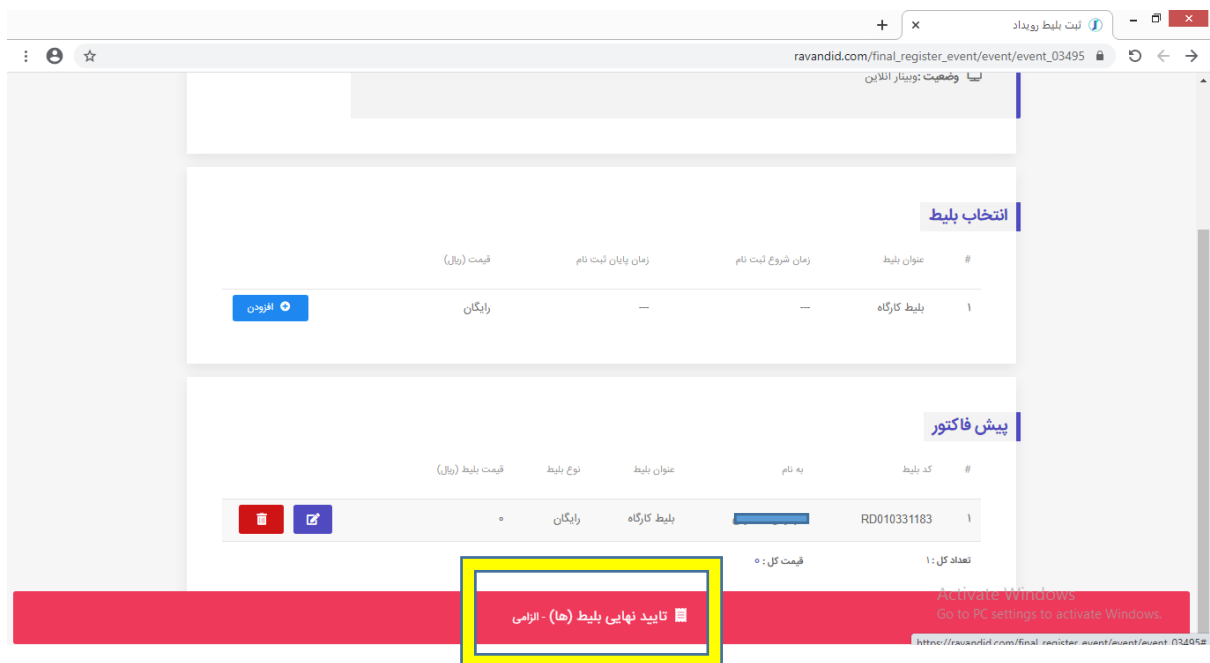 ثبت بلیط رویداد
ravandid.com/final_register_event/event/event_03495
وضعیت :وبینار آنلاین
انتخاب بلیط
# عنوان بلیط زمان شروع ثبت نام زمان پایان ثبت نام قیمت (ریال)
۱ بلیط کارگاه --- --- رایگان افزودن
پیش فاکتور
# کد بلیط به نام عنوان بلیط نوع بلیط قیمت بلیط (ریال)
۱ RD010331183 بلیط کارگاه رایگان ۰
تعداد کل : ۱ قیمت کل : ۰
تایید نهایی بلیط (ها) - الزامی
Activate Windows
Go to PC settings to activate Windows.
https://ravandid.com/final_register_event/event/event_03495#